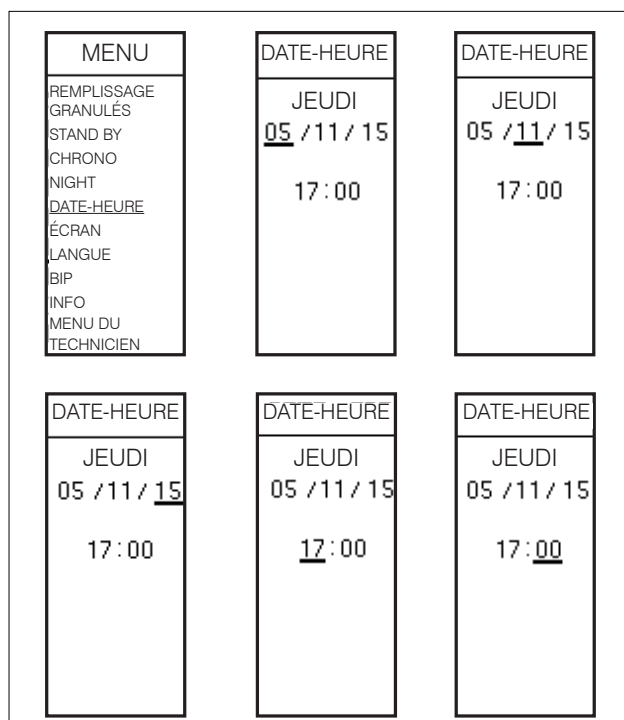 MENU
REMPLISSAGE
GRANULÉS
STAND BY
CHRONO
NIGHT
DATE-HEURE
ÉCRAN
LANGUE
BIP
INFO
MENU DU
TECHNICIEN
DATE-HEURE
JEUDI
05 /11/ 15
17:00
DATE-HEURE
JEUDI
05 /11/ 15
17:00
DATE-HEURE
JEUDI
05 /11/ 15
17:00
DATE-HEURE
JEUDI
05 /11/ 15
17:00
DATE-HEURE
JEUDI
05 /11/ 15
17:00